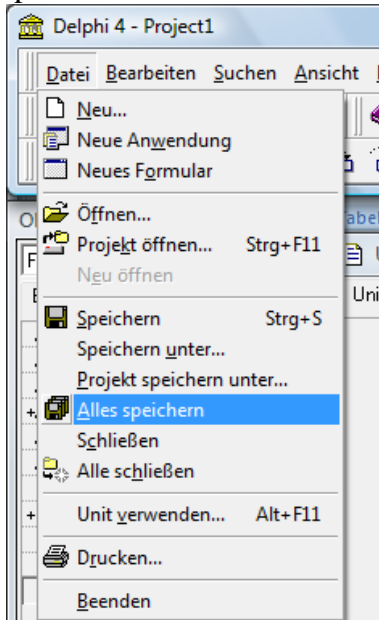 Delphi 4 - Project1
Datei Bearbeiten Suchen Ansicht
Neu...
Neue Anwendung
Neues Formular
Öffnen...
Projekt öffnen... Strg+F11
Neu öffnen
Speichern Strg+S
Speichern unter...
Projekt speichern unter...
Alles speichern
Schließen
Alle schließen
Unit verwenden... Alt+F11
Drucken...
Beenden